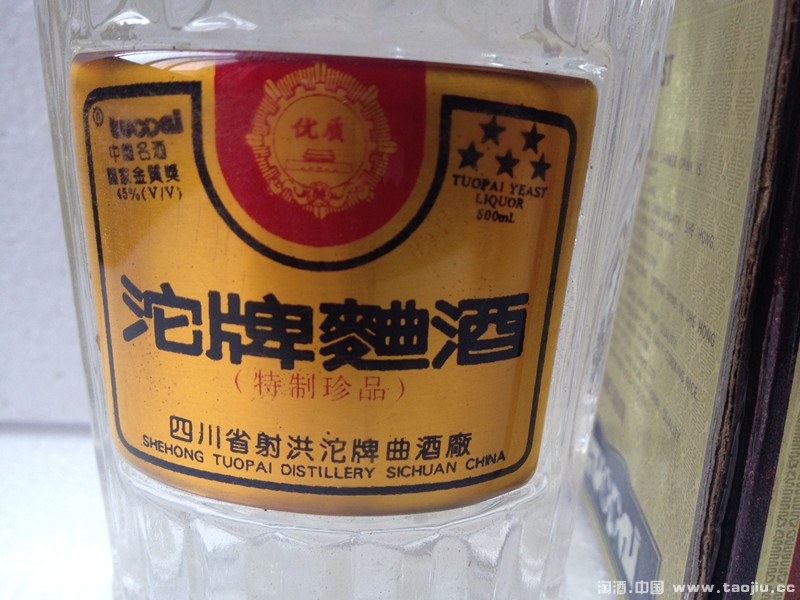 ® tuopai
中國名酒
國家金質獎
45%(V/V)
优质
TUOPAI YEAST
LIQUOR
500mL
沱牌麯酒
（特制珍品）
四川省射洪沱牌曲酒廠
SHEHONG TUOPAI DISTILLERY SICHUAN CHINA
淘酒.中国 www.taojiu.cc